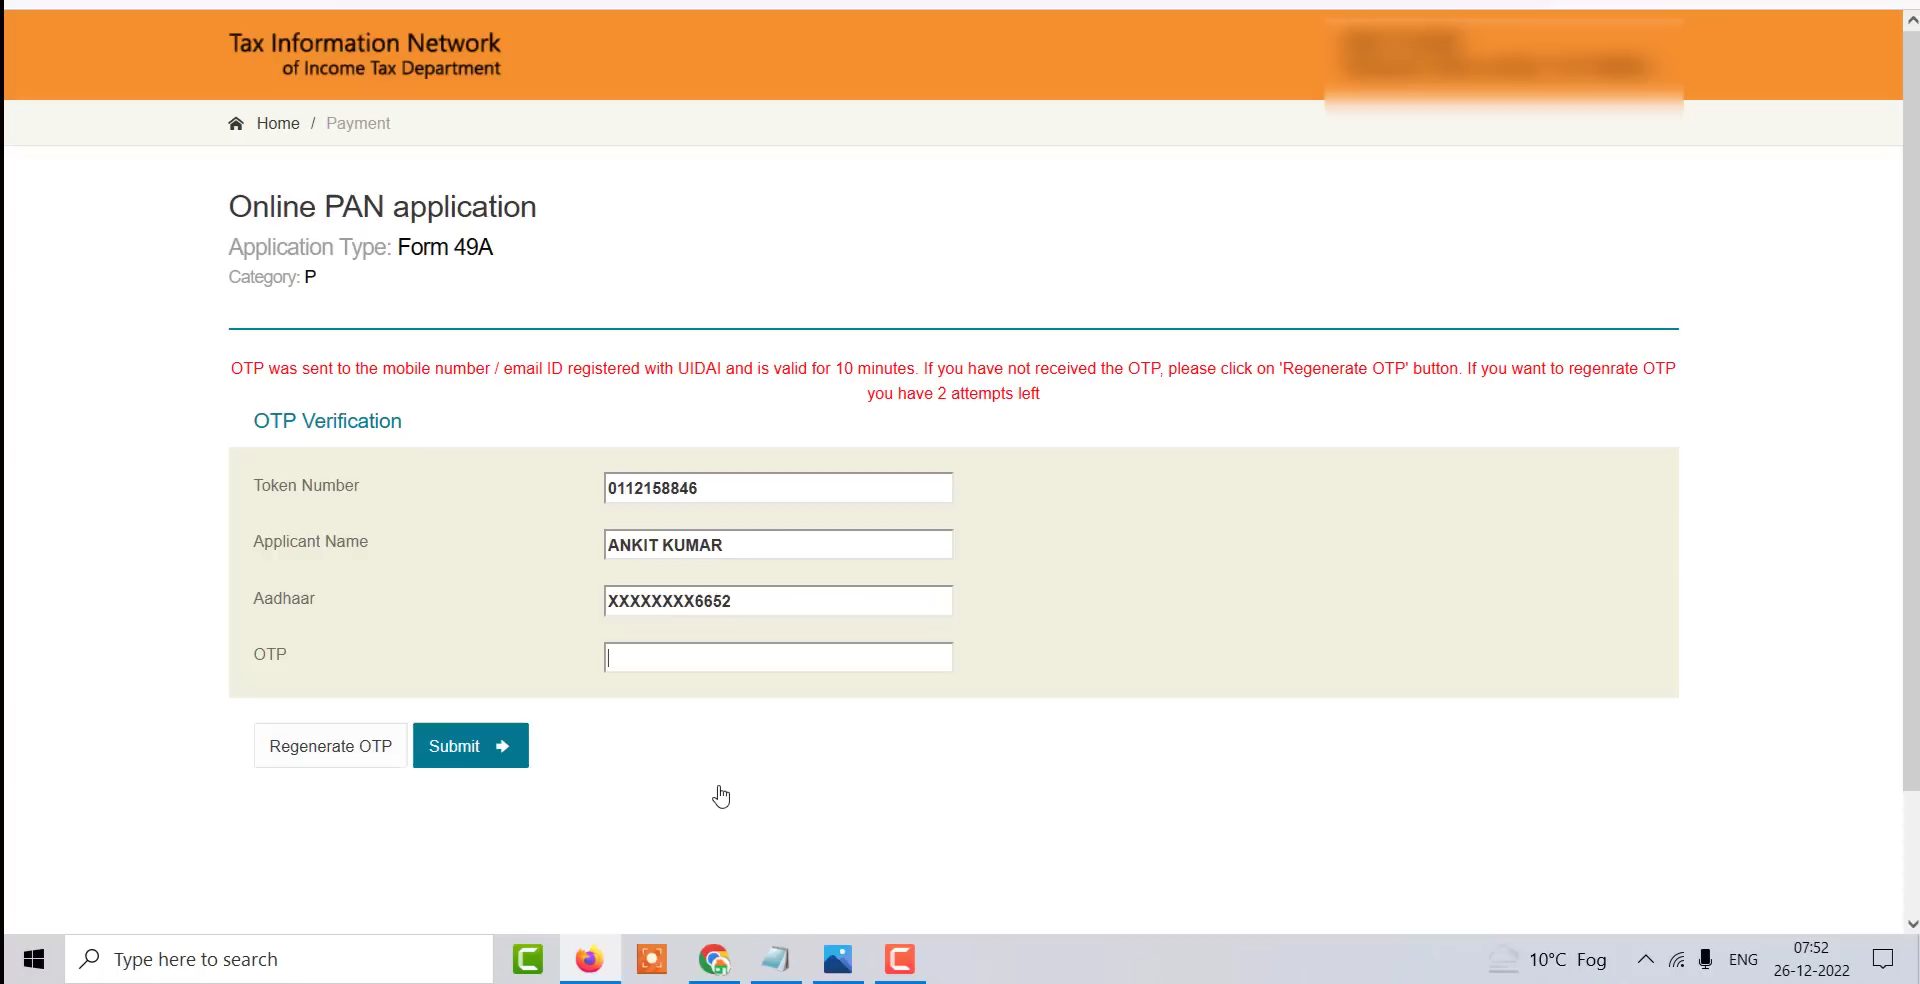 Tax Information Network
of Income Tax Department
Home / Payment
Online PAN application
Application Type: Form 49A
Category: P
OTP was sent to the mobile number / email ID registered with UIDAI and is valid for 10 minutes. If you have not received the OTP, please click on 'Regenerate OTP' button. If you want to regenrate OTP
you have 2 attempts left
OTP Verification
Token Number 0112158846
Applicant Name ANKIT KUMAR
Aadhaar XXXXXXXX6652
OTP
Regenerate OTP Submit
Type here to search
10°C Fog
ENG
07:52
26-12-2022